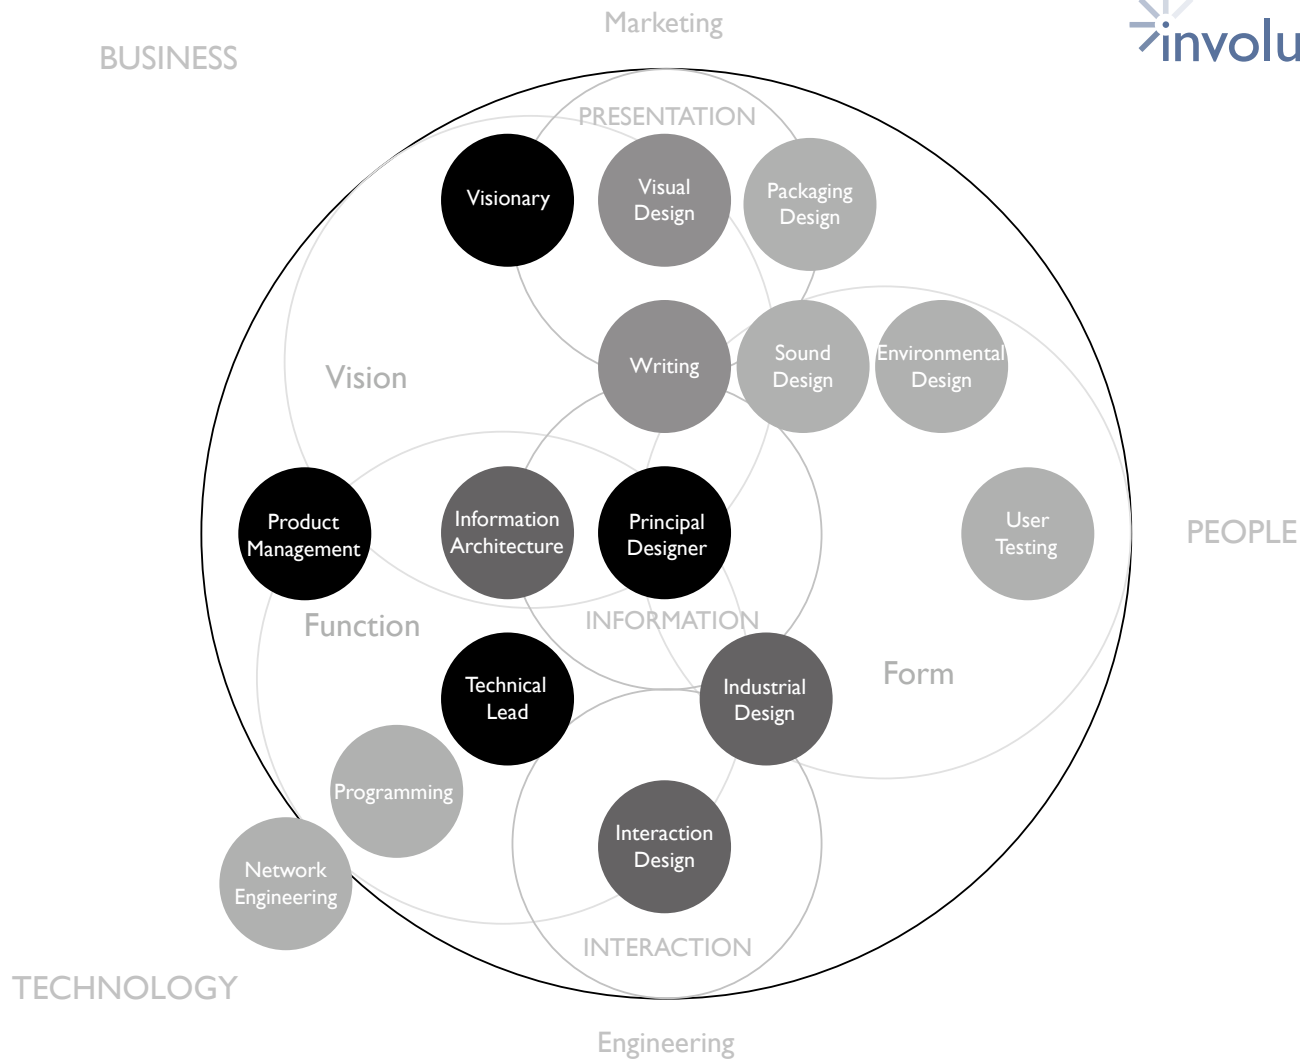 Marketing
involu
BUSINESS
PRESENTATION
Visionary
Visual
Design
Packaging
Design
Writing
Sound
Design
Environmental
Design
Vision
Product
Management
Information
Architecture
Principal
Designer
User
Testing
PEOPLE
Function
INFORMATION
Technical
Lead
Industrial
Design
Form
Programming
Interaction
Design
Network
Engineering
INTERACTION
TECHNOLOGY
Engineering